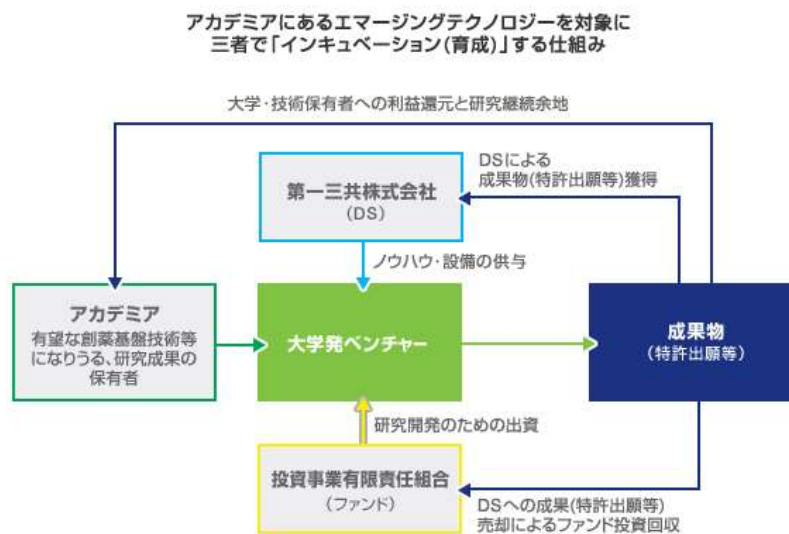 アカデミアにあるエマージングテクノロジーを対象に
三者で「インキュベーション(育成)」する仕組み
大学・技術保有者への利益還元と研究継続余地
第一三共株式会社
(DS)
DSによる
成果物(特許出願等)獲得
ノウハウ・設備の供与
アカデミア
有望な創薬基盤技術等
になりうる、研究成果の
保有者
大学発ベンチャー
成果物
(特許出願等)
研究開発のための出資
投資事業有限責任組合
(ファンド)
DSへの成果(特許出願等)
売却によるファンド投資回収